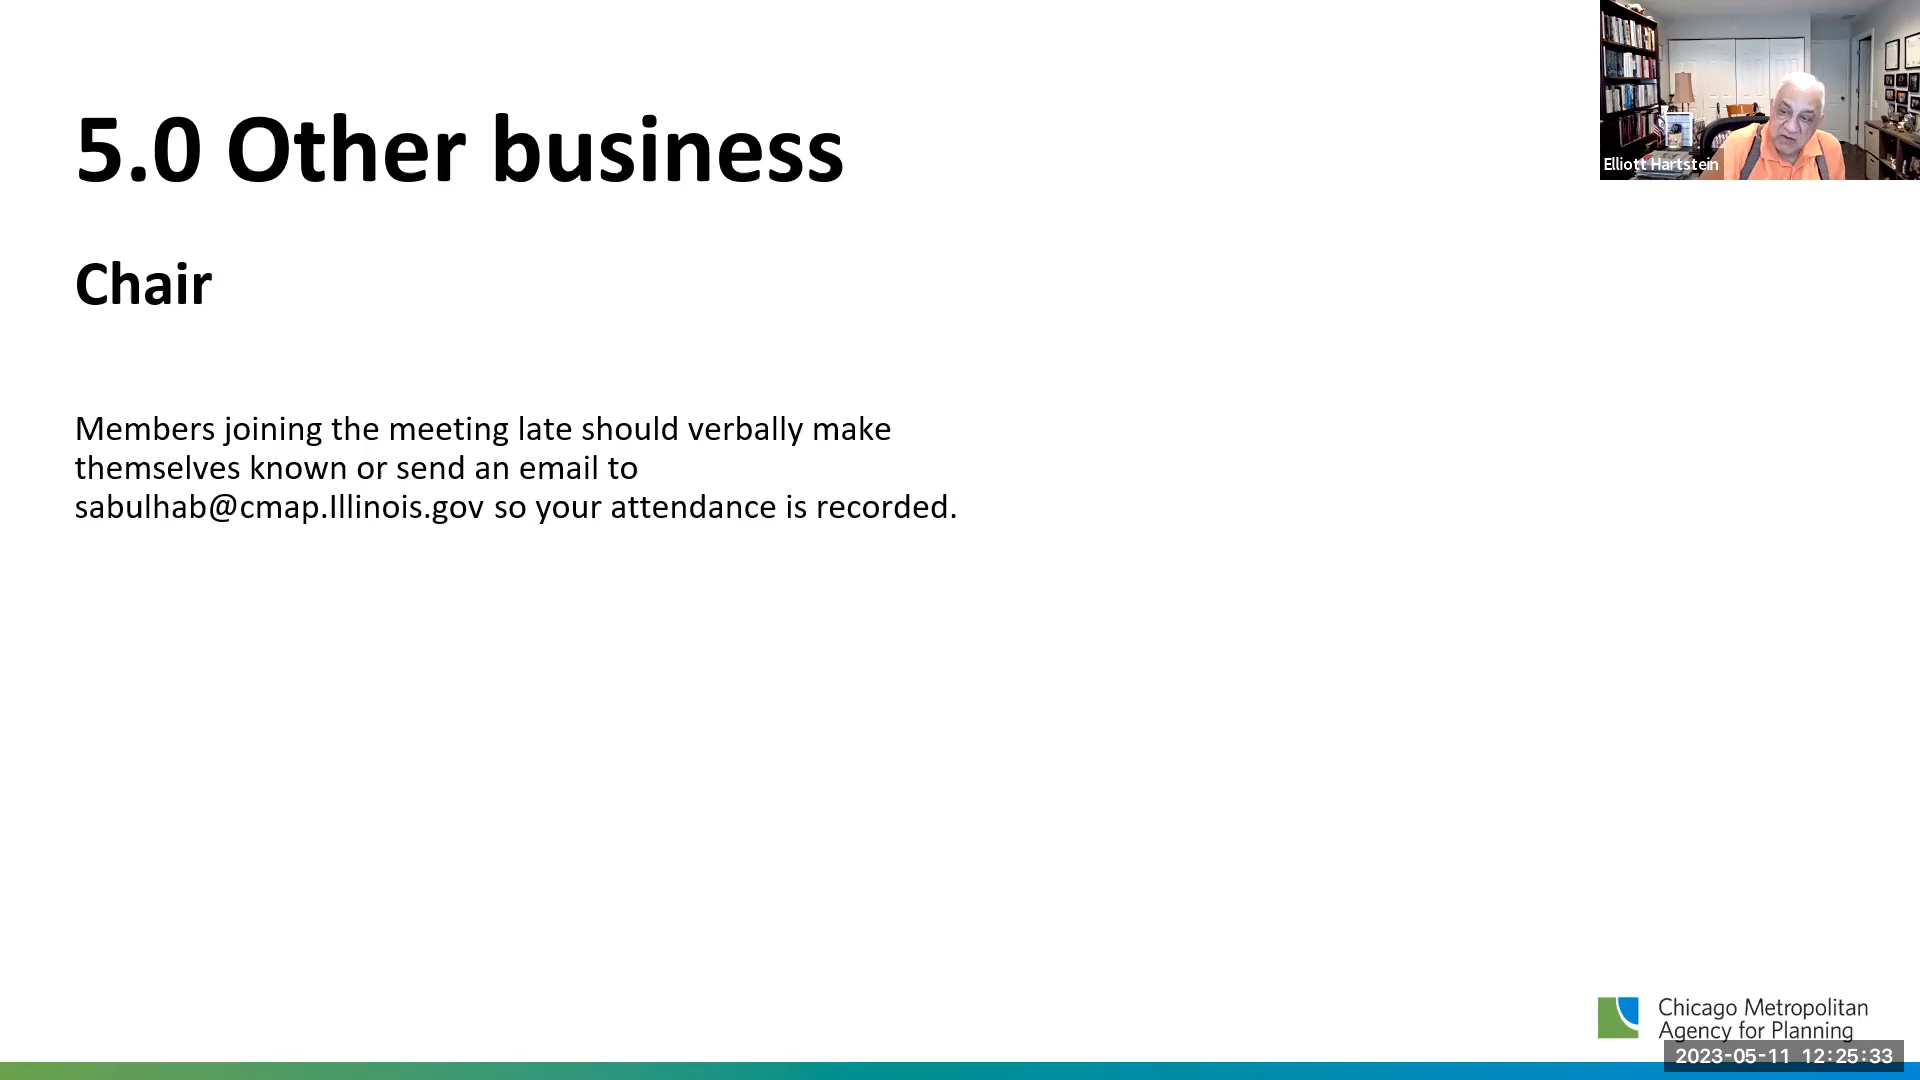 5.0 Other business
Chair
Members joining the meeting late should verbally make
themselves known or send an email to
sabulhab@cmap.Illinois.gov so your attendance is recorded.
Elliott Hartstein
Chicago Metropolitan
Agency for Planning
2023-05-11 12:25:33